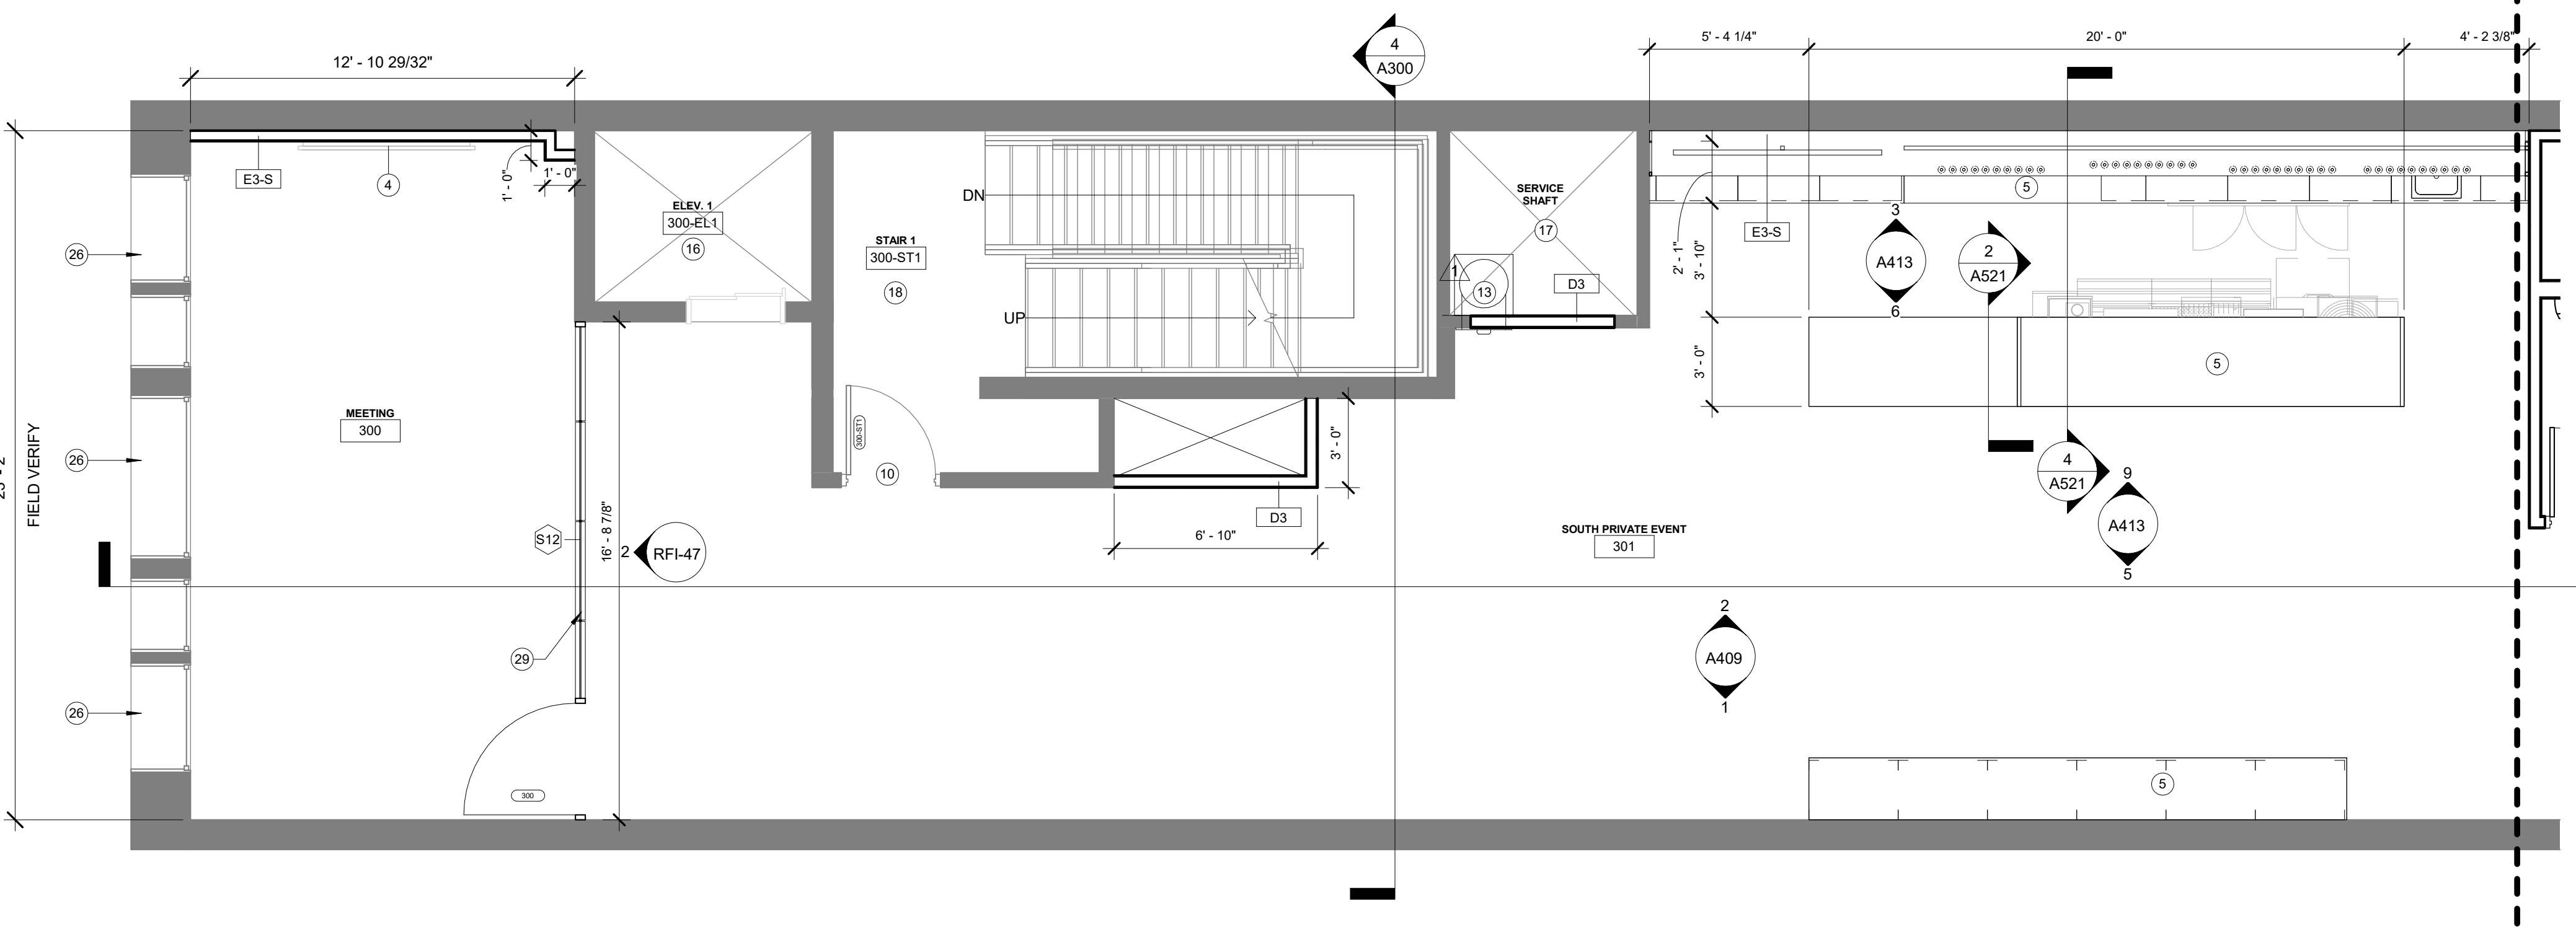 12' - 10 29/32"
4
A300
5' - 4 1/4"
20' - 0"
4' - 2 3/8"
E3-S
4
1' - 0"
1' - 0"
ELEV. 1
300-EL1
16
STAIR 1
300-ST1
18
DN
UP
SERVICE
SHAFT
17
1
13
D3
E3-S
2' - 1"
3' - 10"
3' - 0"
5
3
A413
6
2
A521
5
26
26
26
FIELD VERIFY
MEETING
300
300-ST1
10
3' - 0"
D3
6' - 10"
S12
16' - 8 7/8"
2
RFI-47
29
300
SOUTH PRIVATE EVENT
301
4
A521
9
A413
5
2
A409
1
5